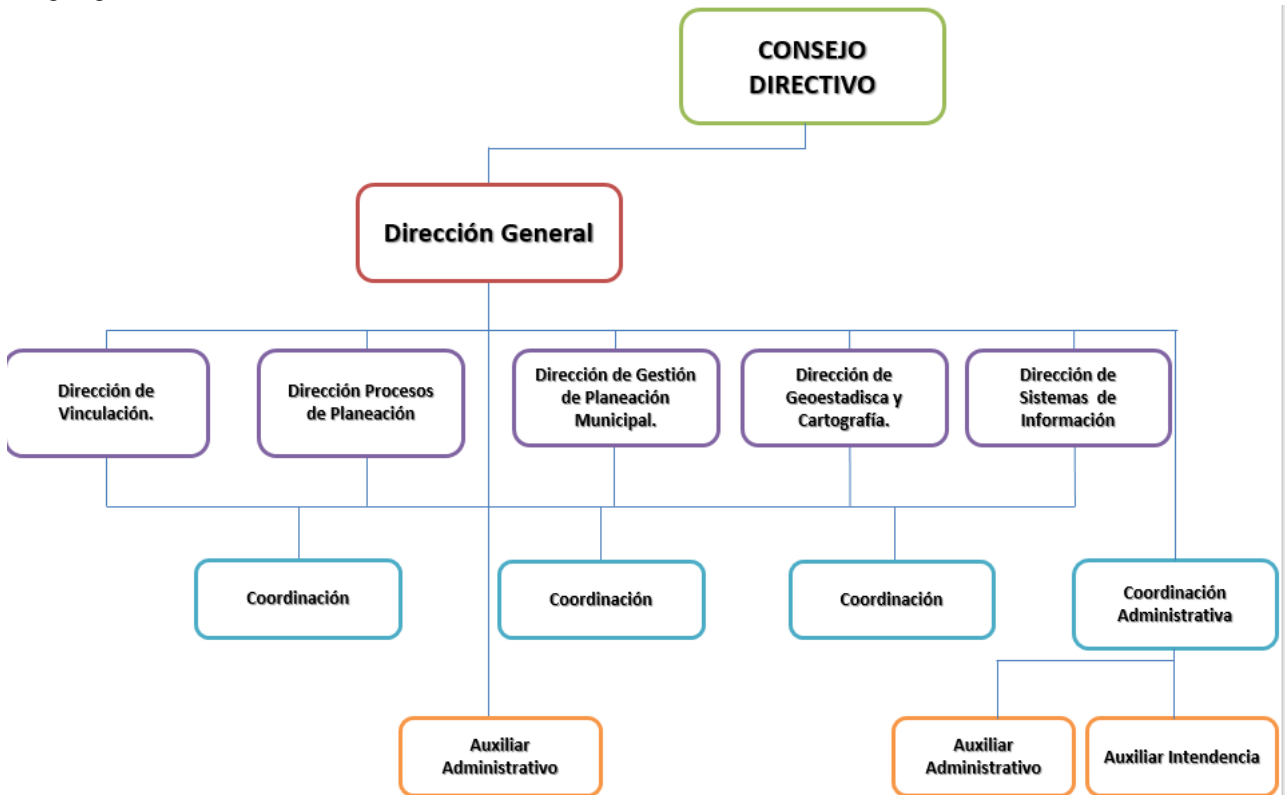 CONSEJO
DIRECTIVO
Dirección General
Dirección de
Vinculación.
Dirección Procesos
de Planeación
Dirección de Gestión
de Planeación
Municipal.
Dirección de
Geoestadisca y
Cartografía.
Dirección de
Sistemas de
Información
Coordinación
Coordinación
Coordinación
Coordinación
Administrativa
Auxiliar
Administrativo
Auxiliar
Administrativo
Auxiliar Intendencia